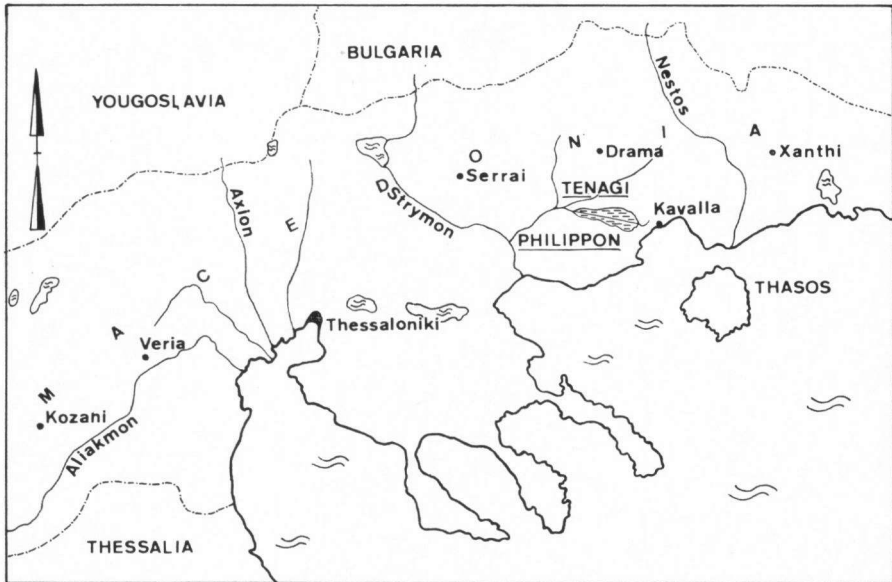 BULGARIA
YOUGOSLAVIA
Nestos
A
N
I
O
Drama
Xanthi
Serrai
TENAGI
Axion
D
Strymon
E
Kavalla
PHILIPPON
C
THASOS
Thessaloniki
A
Veria
M
Kozani
Aliakmon
THESSALIA